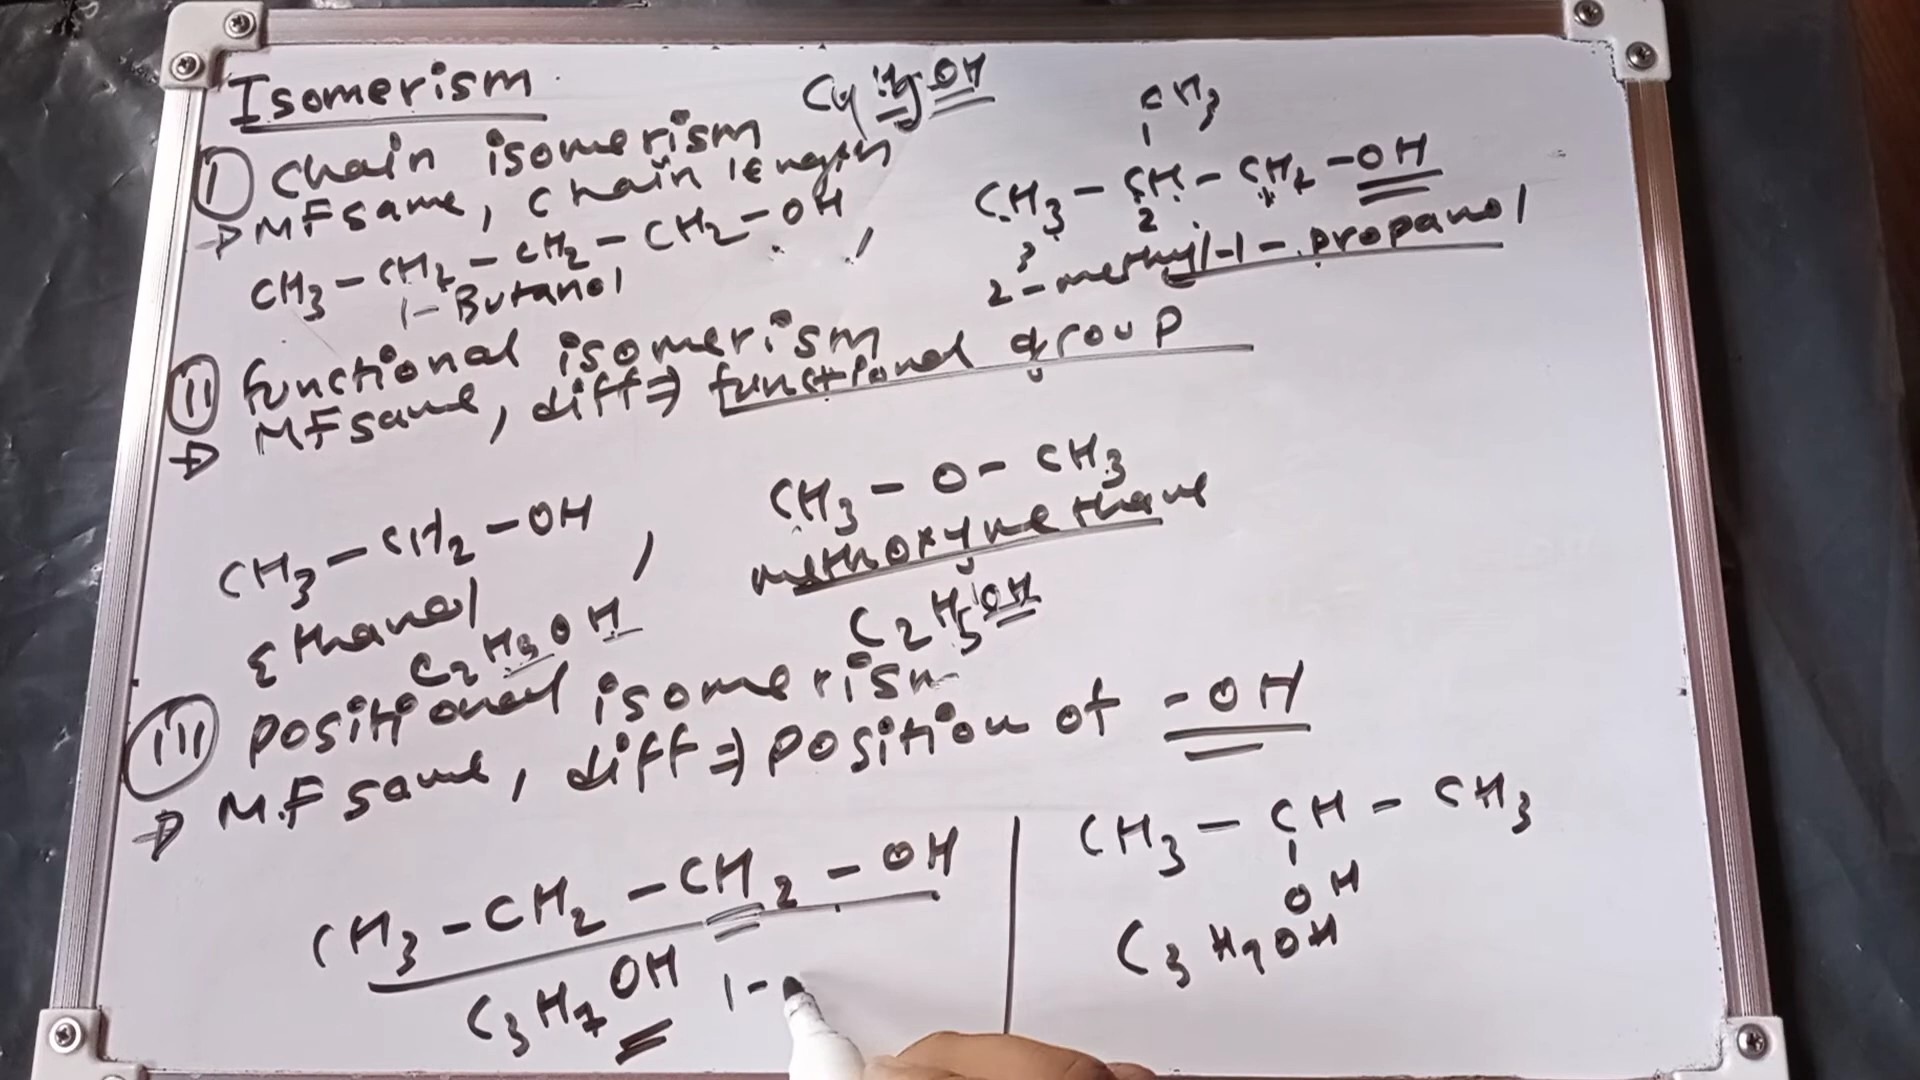 Isomerism
C4H9OH
I) Chain isomerism
→ MF same, chain length
CH3-CH2-CH2-CH2-OH ,
1-Butanol
CH3
CH3-CH-CH2-OH
3 2
2-methyl-1-propanol
II) functional isomerism
→ MF same, diff ⇒ functional group
CH3-CH2-OH , CH3-O-CH3
Ethanol methoxymethane
C2H5OH C2H5OH
III) positional isomerism
→ M.F same, diff ⇒ position of -OH
CH3-CH2-CH2-OH
C3H7OH 1-
CH3-CH-CH3
OH
C3H7OH